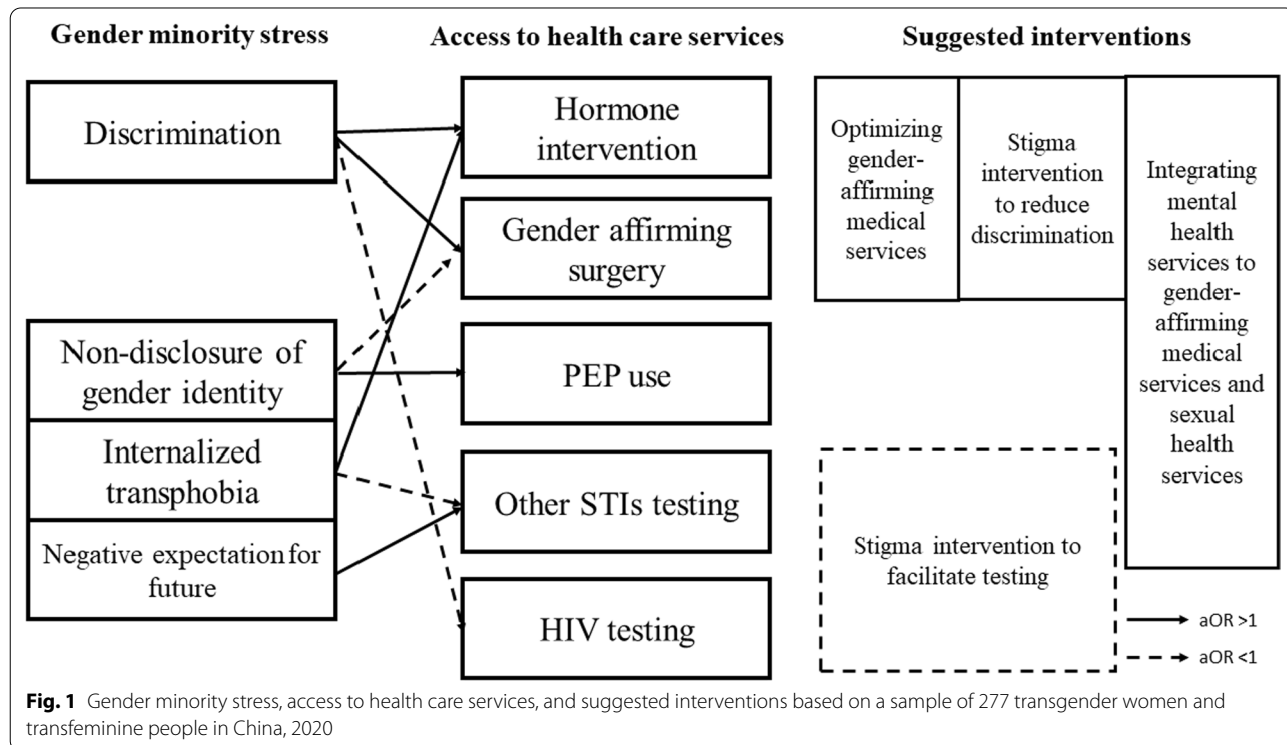 Gender minority stress
Access to health care services
Suggested interventions
Discrimination
Non-disclosure of
gender identity
Internalized
transphobia
Negative expectation for
future
Hormone
intervention
Gender affirming
surgery
PEP use
Other STIs testing
HIV testing
Optimizing
gender-
affirming
medical
services
Stigma
intervention
to reduce
discrimination
Integrating
mental
health
services to
gender-
affirming
medical
services and
sexual
health
services
Stigma intervention to
facilitate testing
aOR >1
aOR <1
Fig. 1 Gender minority stress, access to health care services, and suggested interventions based on a sample of 277 transgender women and
transfeminine people in China, 2020